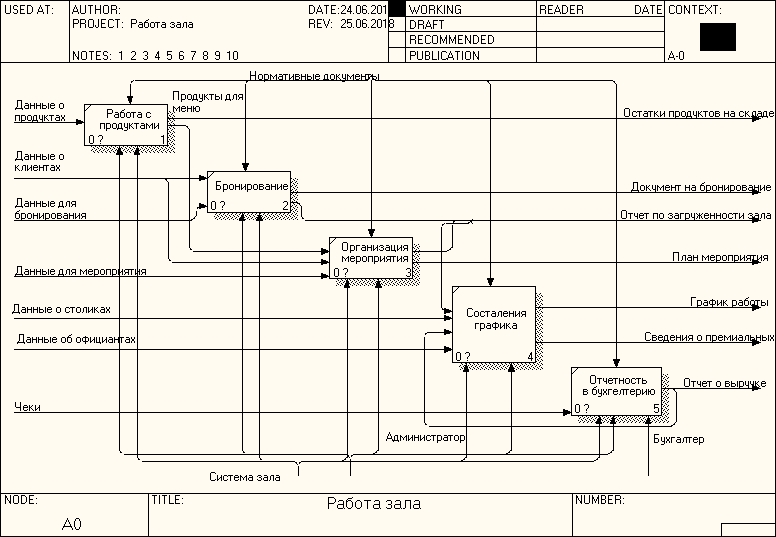 USED AT:
AUTHOR:
DATE: 24.06.201
WORKING
READER
DATE
CONTEXT:
PROJECT: Работа зала
REV: 25.06.2018
DRAFT
RECOMMENDED
NOTES: 1 2 3 4 5 6 7 8 9 10
PUBLICATION
A-0
Нормативные документы
Данные о
продуктах
Работа с
продуктами
0 ?
1
Продукты для
меню
Остатки продуктов на складе
Данные о
клиентах
Бронирование
0 ?
2
Документ на бронирование
Данные для
бронирования
Отчет по загруженности зала
Организация
мероприятия
0 ?
3
План мероприятия
Данные для мероприятия
Данные о столиках
Состаления
графика
0 ?
4
График работы
Данные об официантах
Сведения о премиальных
Отчетность
в бухгелтерию
0 ?
5
Отчет о выручке
Чеки
Администратор
Бухгалтер
Система зала
NODE:
TITLE:
Работа зала
NUMBER:
A0